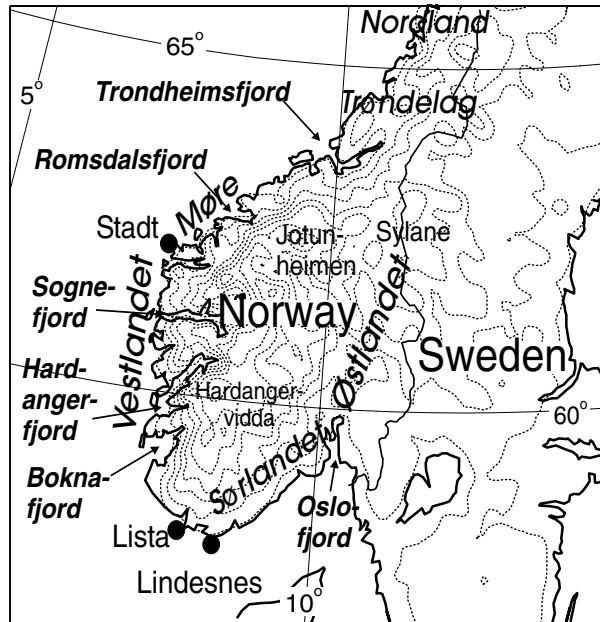 Nordland
65°
5°
Trondheimsfjord
Trøndelag
Romsdalsfjord
Møre
Stadt
Jotun-
heimen
Sylane
Sogne-
fjord
Vestlandet
Norway
Østlandet
Sweden
Hard-
anger-
fjord
Hardanger-
vidda
60°
Bokna-
fjord
Sørlandet
Oslo-
fjord
Lista
Lindesnes
10°